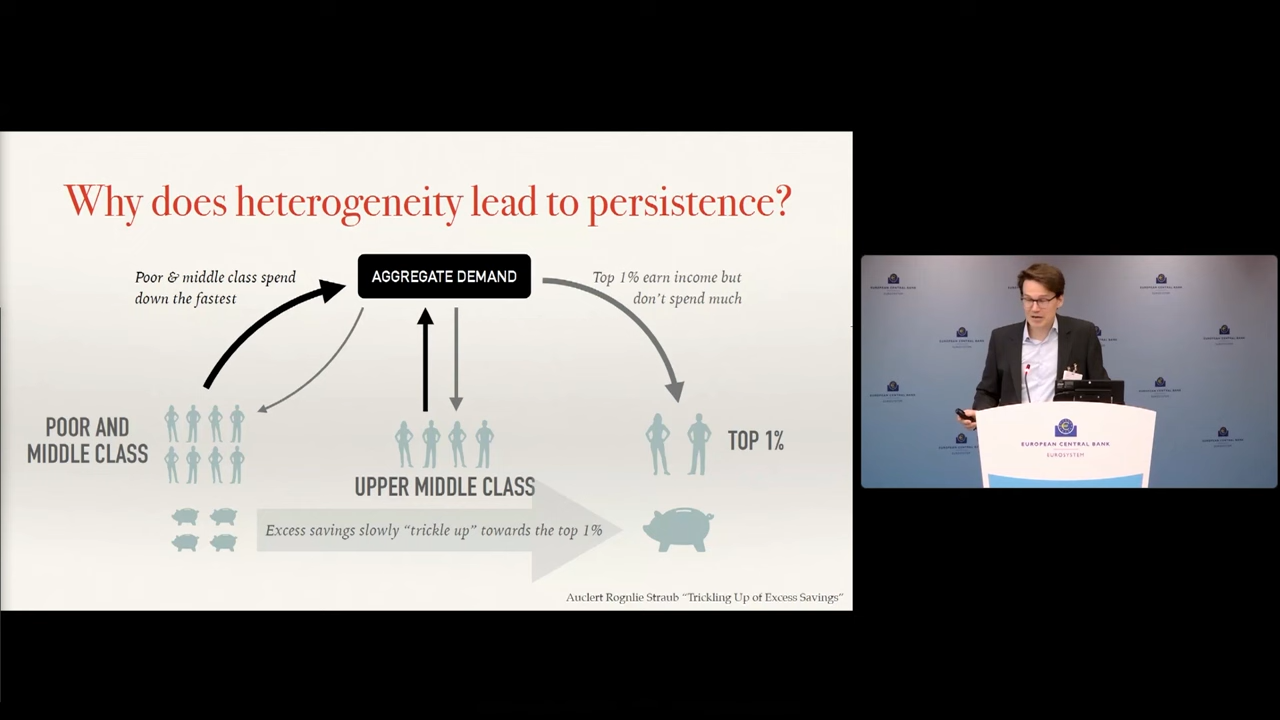 Why does heterogeneity lead to persistence?
Poor & middle class spend
down the fastest
AGGREGATE DEMAND
Top 1% earn income but
don't spend much
POOR AND
MIDDLE CLASS
UPPER MIDDLE CLASS
TOP 1%
Excess savings slowly "trickle up" towards the top 1%
Auclert Rognlie Straub "Trickling Up of Excess Savings"
EUROPEAN CENTRAL BANK
EUROSYSTEM